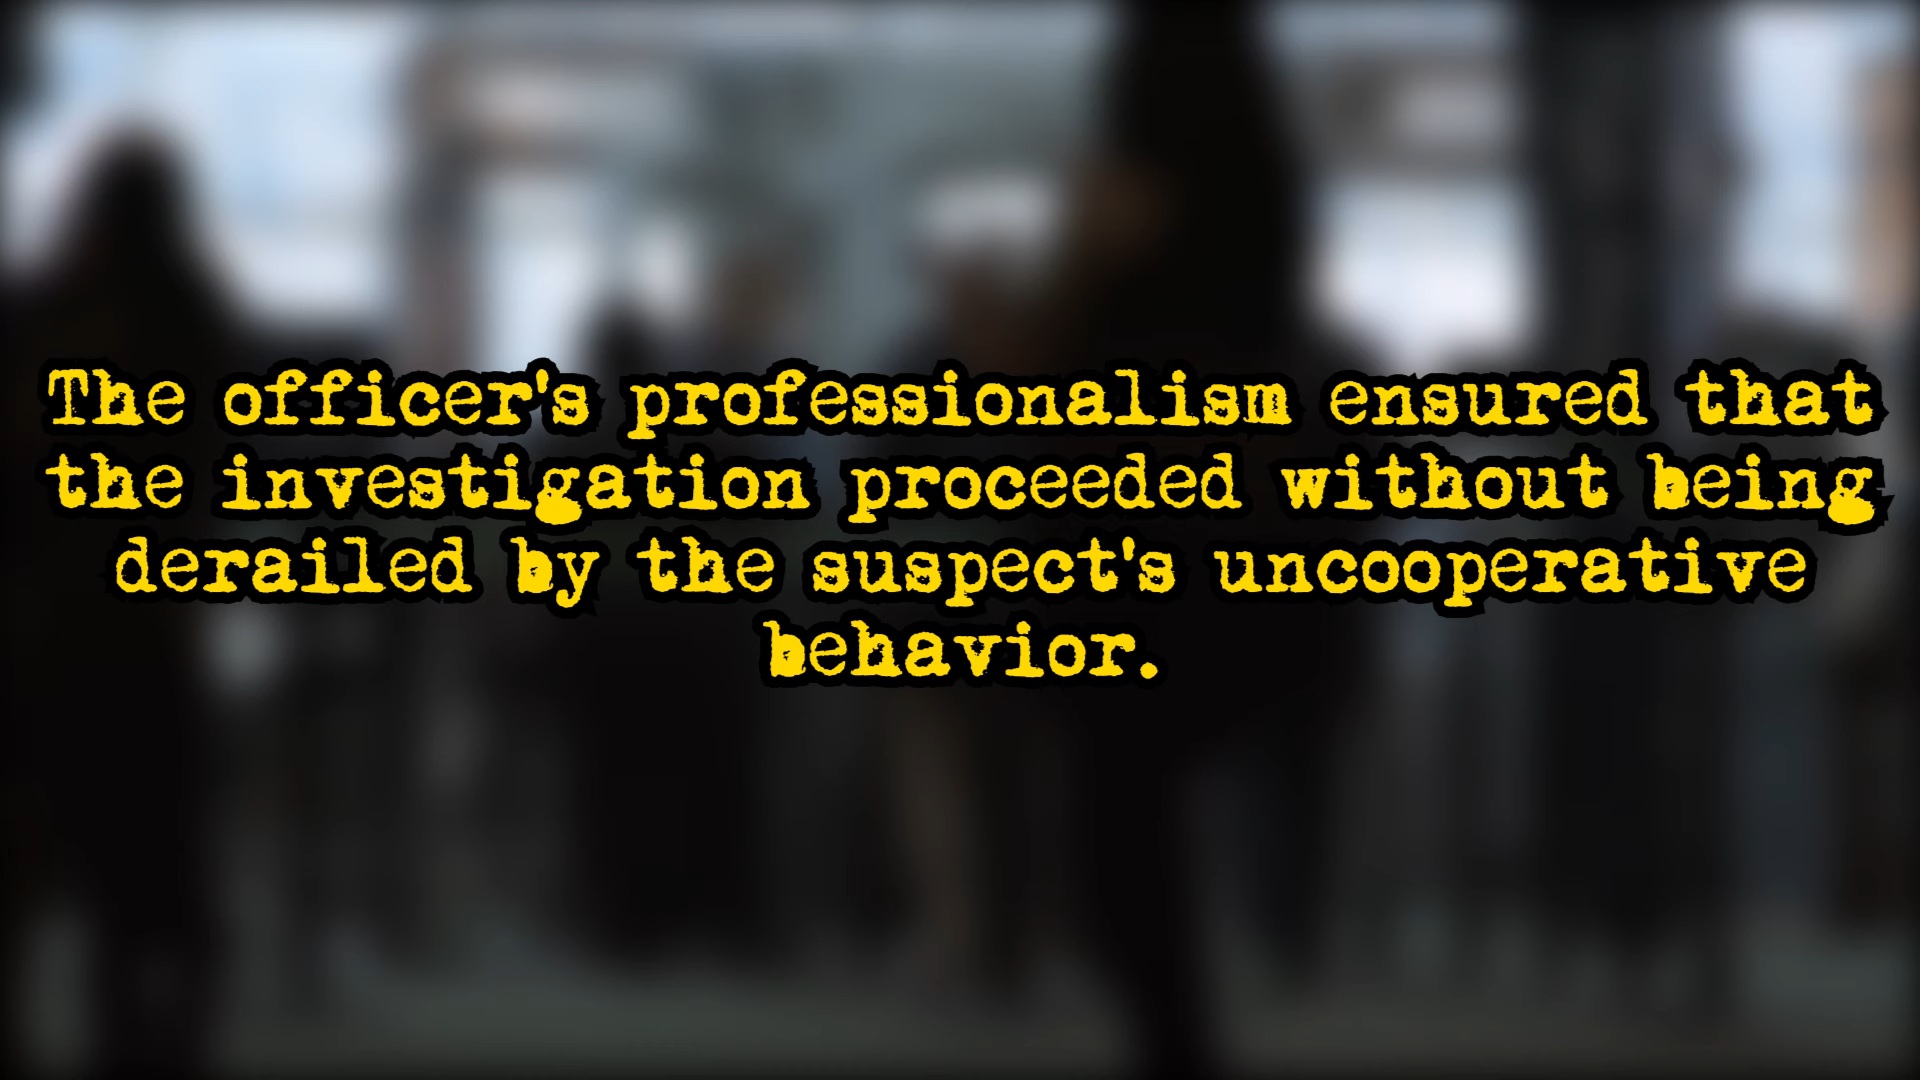 The officer's professionalism ensured that
the investigation proceeded without being
derailed by the suspect's uncooperative
behavior.